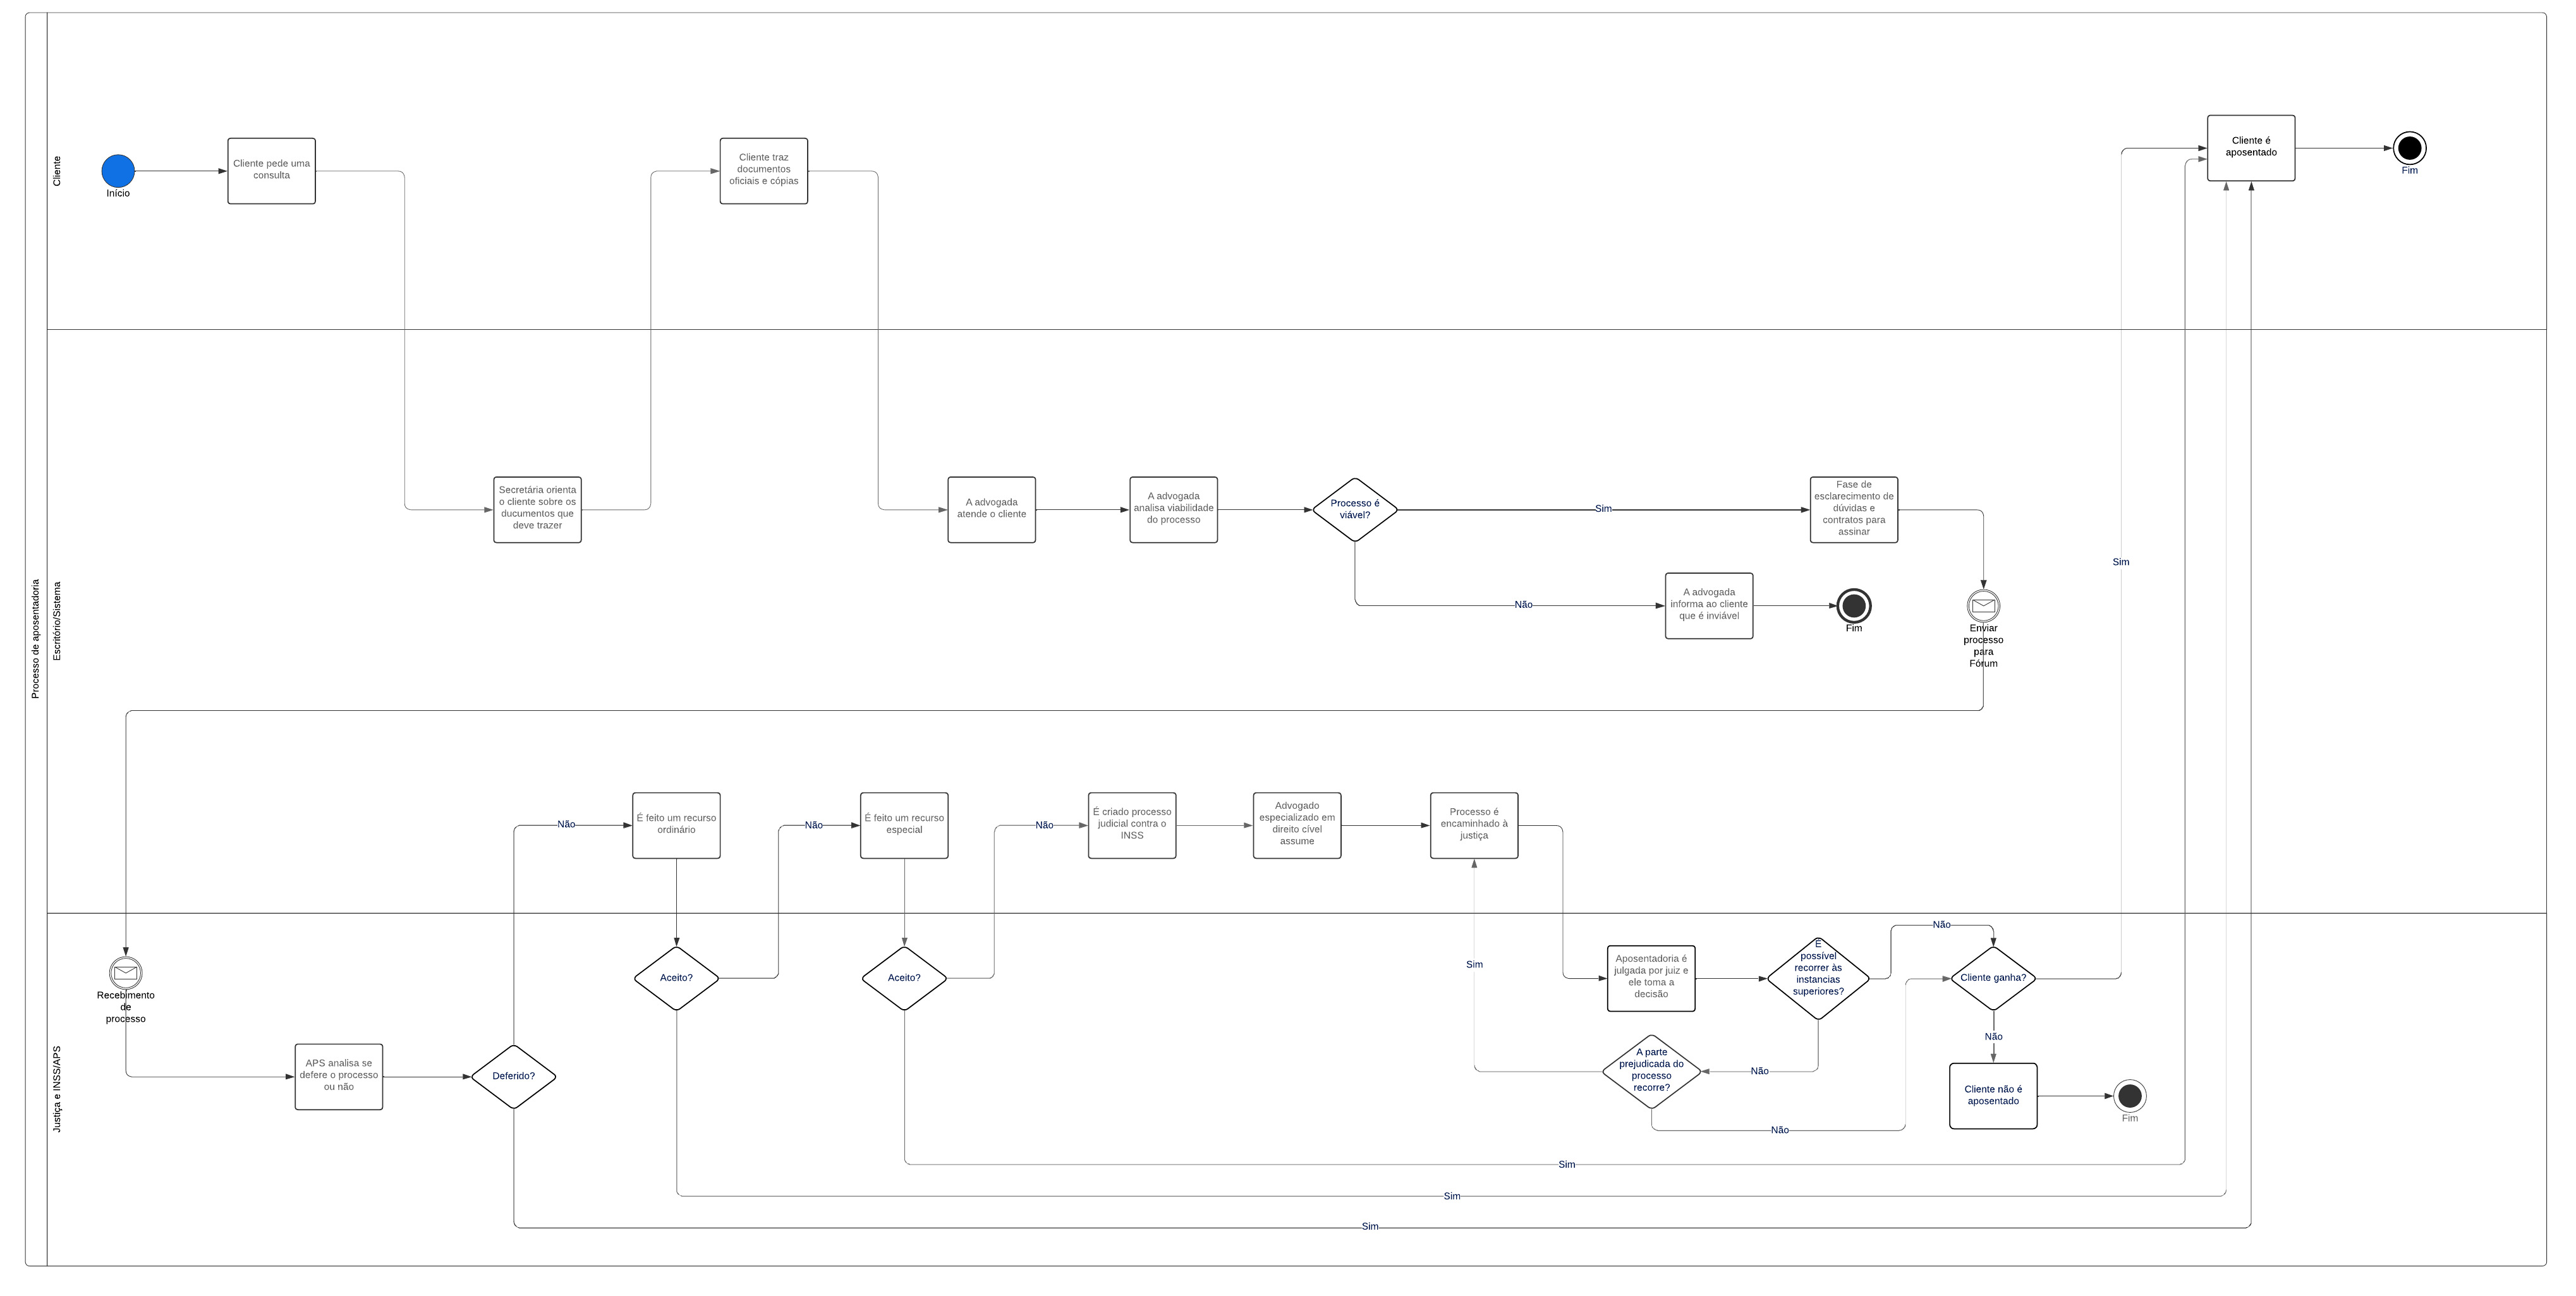 Processo de aposentadoria
Cliente
Início
Cliente pede uma
consulta
Cliente traz
documentos
oficiais e cópias
Cliente é
aposentado
Fim
Escritório/Sistema
Secretária orienta
o cliente sobre os
ducumentos que
deve trazer
A advogada
atende o cliente
A advogada
analisa viabilidade
do processo
Processo é
viável?
Sim
Fase de
esclarecimento de
dúvidas e
contratos para
assinar
Sim
Não
A advogada
informa ao cliente
que é inviável
Fim
Enviar
processo
para
Fórum
Não
É feito um recurso
ordinário
Não
É feito um recurso
especial
Não
É criado processo
judicial contra o
INSS
Advogado
especializado em
direito cível
assume
Processo é
encaminhado à
justiça
Justiça e INSS/APS
Recebimento
de
processo
APS analisa se
defere o processo
ou não
Deferido?
Aceito?
Aceito?
Sim
Aposentadoria é
julgada por juiz e
ele toma a
decisão
É
possível
recorrer às
instancias
superiores?
Não
Cliente ganha?
Não
A parte
prejudicada do
processo
recorre?
Não
Não
Cliente não é
aposentado
Fim
Sim
Sim
Sim